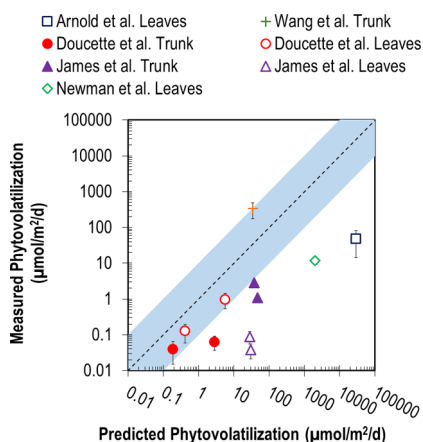 Arnold et al. Leaves Wang et al. Trunk
Doucette et al. Trunk Doucette et al. Leaves
James et al. Trunk James et al. Leaves
Newman et al. Leaves
Measured Phytovolatilization
(µmol/m²/d)
100000
10000
1000
100
10
1
0.1
0.01
0.01 0.1 1 10 100 1000 10000 100000
Predicted Phytovolatilization (µmol/m²/d)